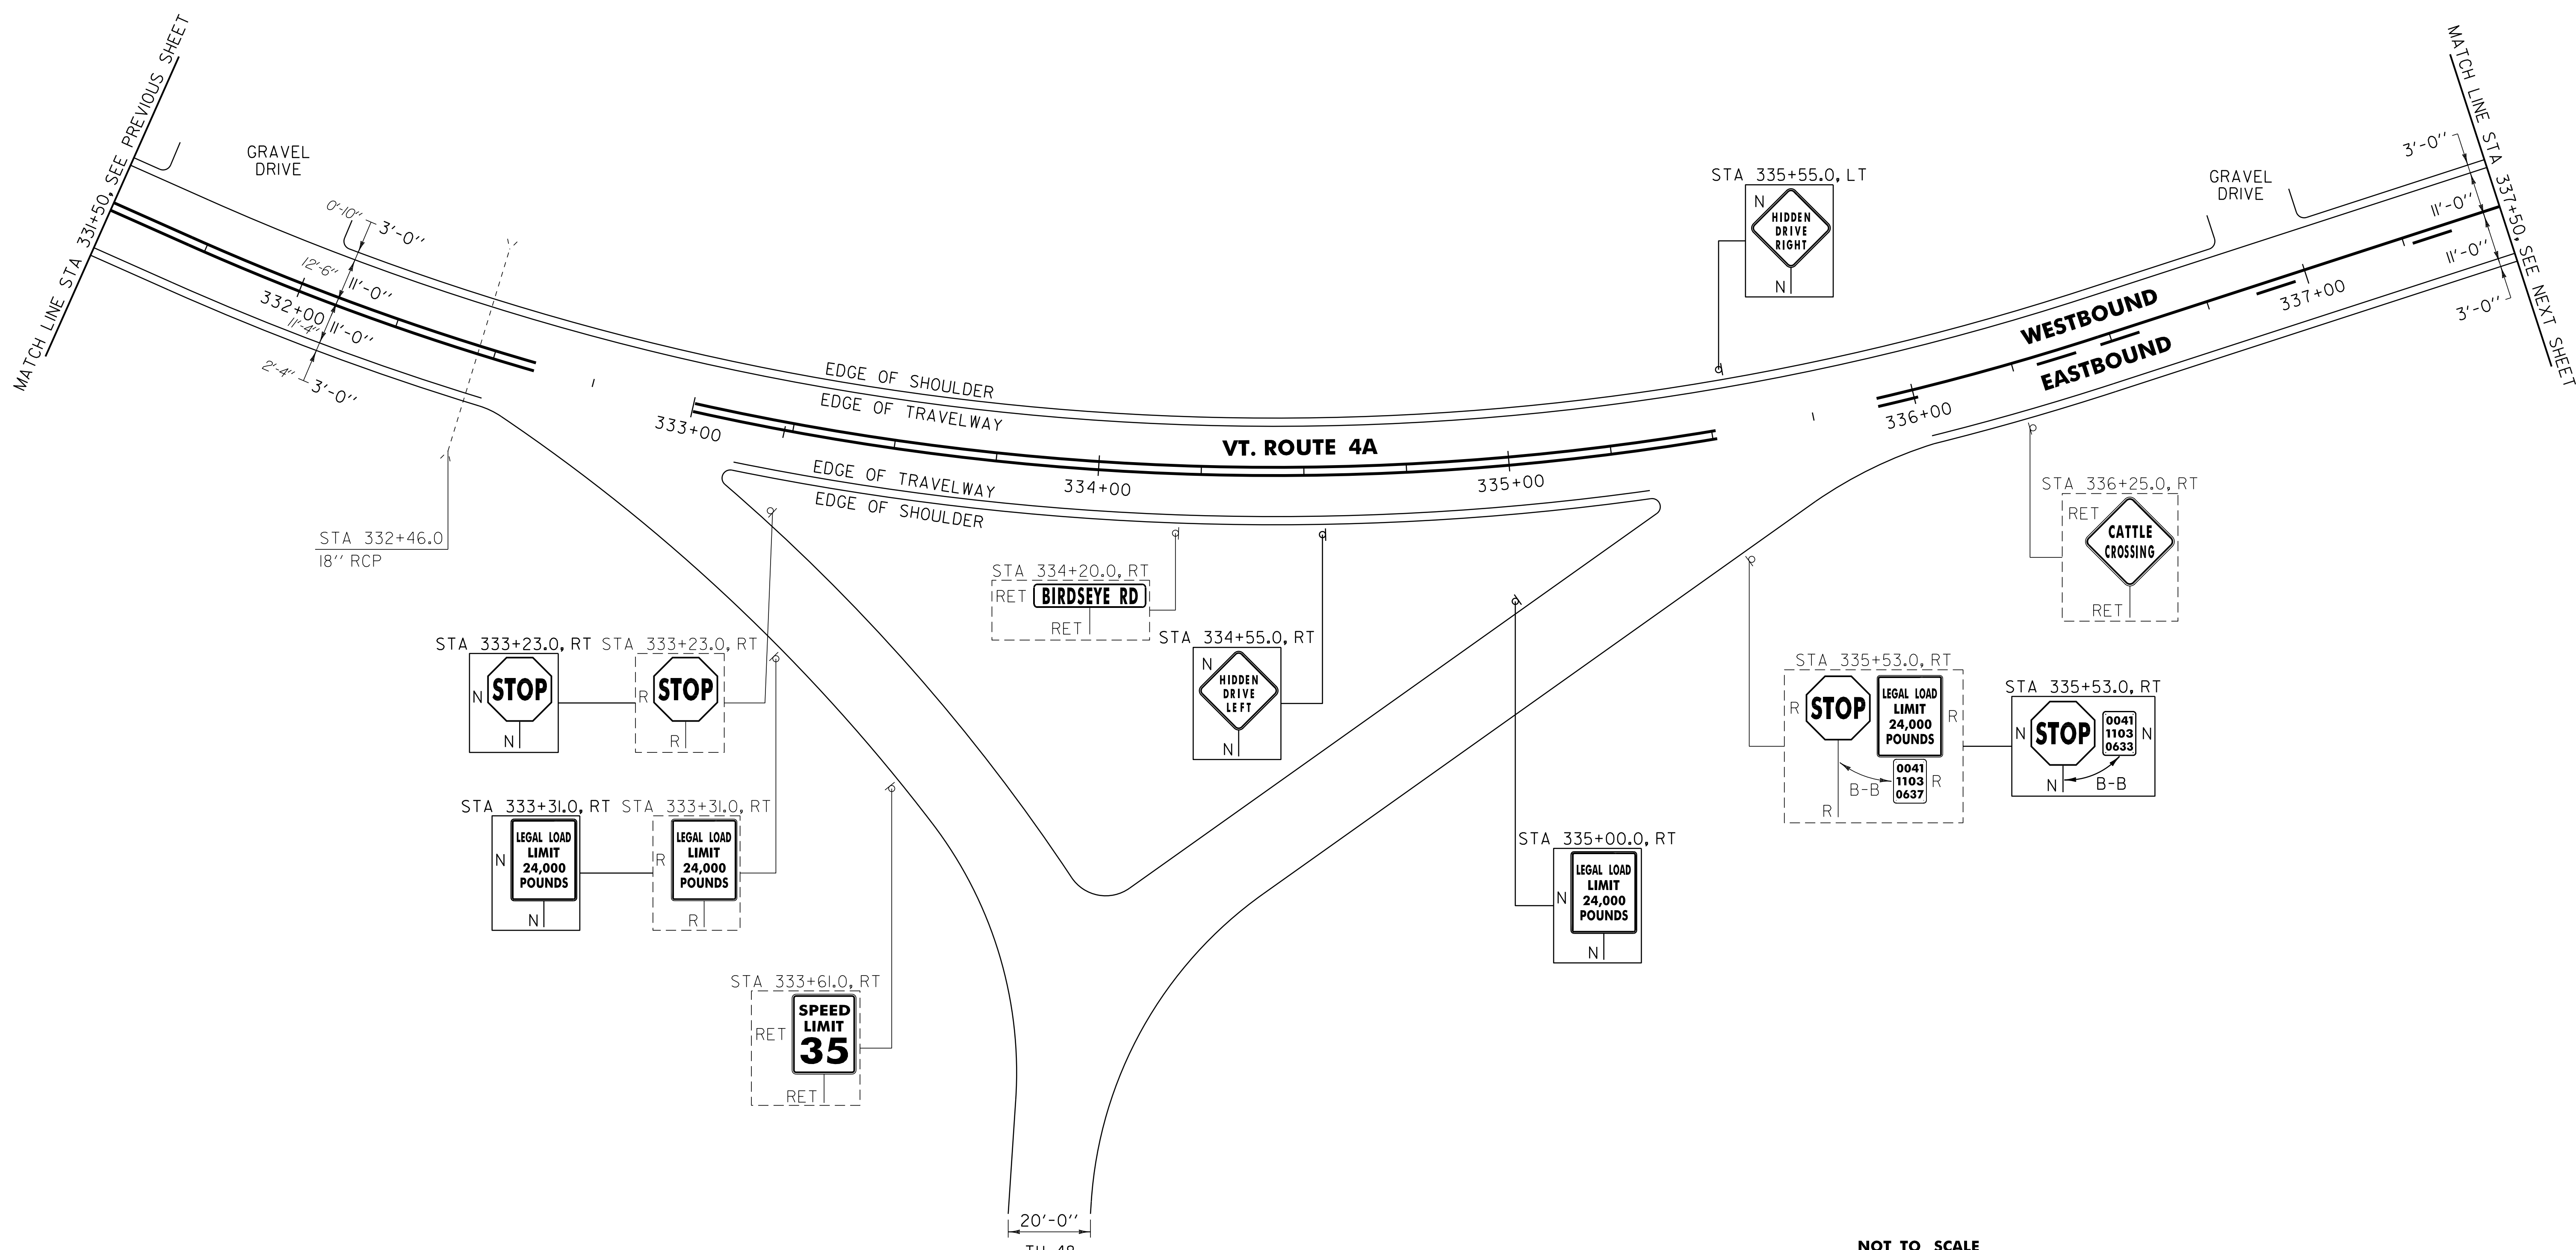 MATCH LINE STA 331+50, SEE PREVIOUS SHEET
GRAVEL
DRIVE
0'-10''
3'-0''
12'-6''
11'-0''
332+00
11'-4''
11'-0''
2'-4''
3'-0''
STA 332+46.0
18'' RCP
333+00
EDGE OF SHOULDER
EDGE OF TRAVELWAY
VT. ROUTE 4A
EDGE OF TRAVELWAY
EDGE OF SHOULDER
334+00
335+00
STA 335+55.0, LT
N
HIDDEN
DRIVE
RIGHT
N
WESTBOUND
EASTBOUND
336+00
337+00
GRAVEL
DRIVE
3'-0''
11'-0''
11'-0''
3'-0''
MATCH LINE STA 337+50, SEE NEXT SHEET
STA 336+25.0, RT
RET
CATTLE
CROSSING
RET
STA 334+20.0, RT
RET
BIRDSEYE RD
RET
STA 334+55.0, RT
N
HIDDEN
DRIVE
LEFT
N
STA 333+23.0, RT
N
STOP
N
STA 333+23.0, RT
R
STOP
R
STA 335+53.0, RT
R
STOP
LEGAL LOAD
LIMIT
24,000
POUNDS
R
0041
1103
0637
R
B-B
R
STA 335+53.0, RT
N
STOP
0041
1103
0633
N
N
B-B
STA 333+31.0, RT
N
LEGAL LOAD
LIMIT
24,000
POUNDS
N
STA 333+31.0, RT
R
LEGAL LOAD
LIMIT
24,000
POUNDS
R
STA 335+00.0, RT
N
LEGAL LOAD
LIMIT
24,000
POUNDS
N
STA 333+61.0, RT
RET
SPEED
LIMIT
35
RET
20'-0''
NOT TO SCALE